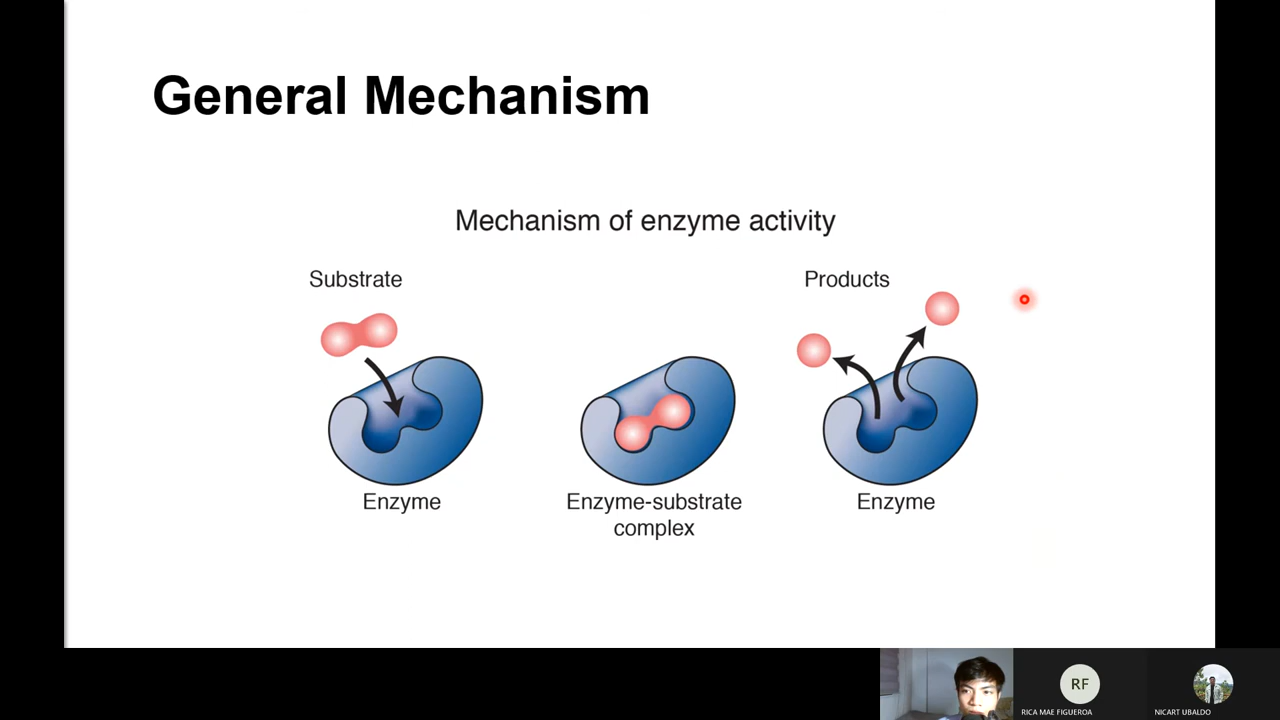 General Mechanism
Mechanism of enzyme activity
Substrate
Products
Enzyme
Enzyme-substrate
complex
Enzyme
RF
RICA MAE FIGUEROA
NICART UBALDO